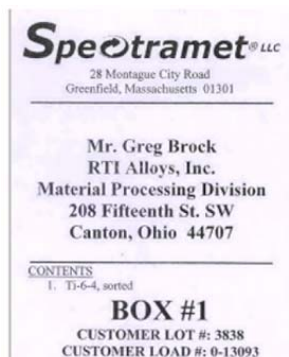 Spectramet® LLC
28 Montague City Road
Greenfield, Massachusetts 01301
Mr. Greg Brock
RTI Alloys, Inc.
Material Processing Division
208 Fifteenth St. SW
Canton, Ohio 44707
CONTENTS
1. Ti-6-4, sorted
BOX #1
CUSTOMER LOT #: 3838
CUSTOMER LOAD #: 0-13093